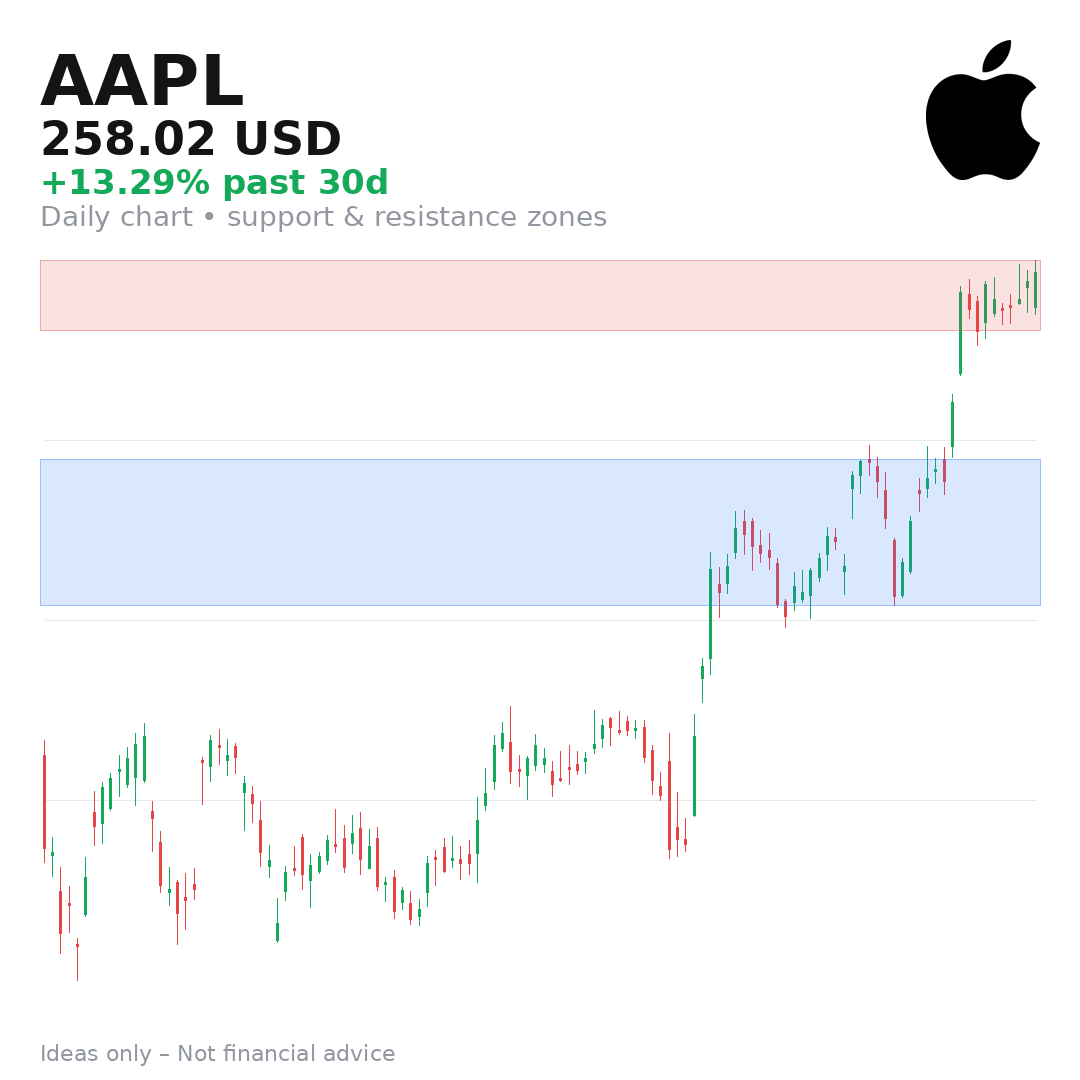 AAPL
258.02 USD
+13.29% past 30d
Daily chart • support & resistance zones
Ideas only – Not financial advice